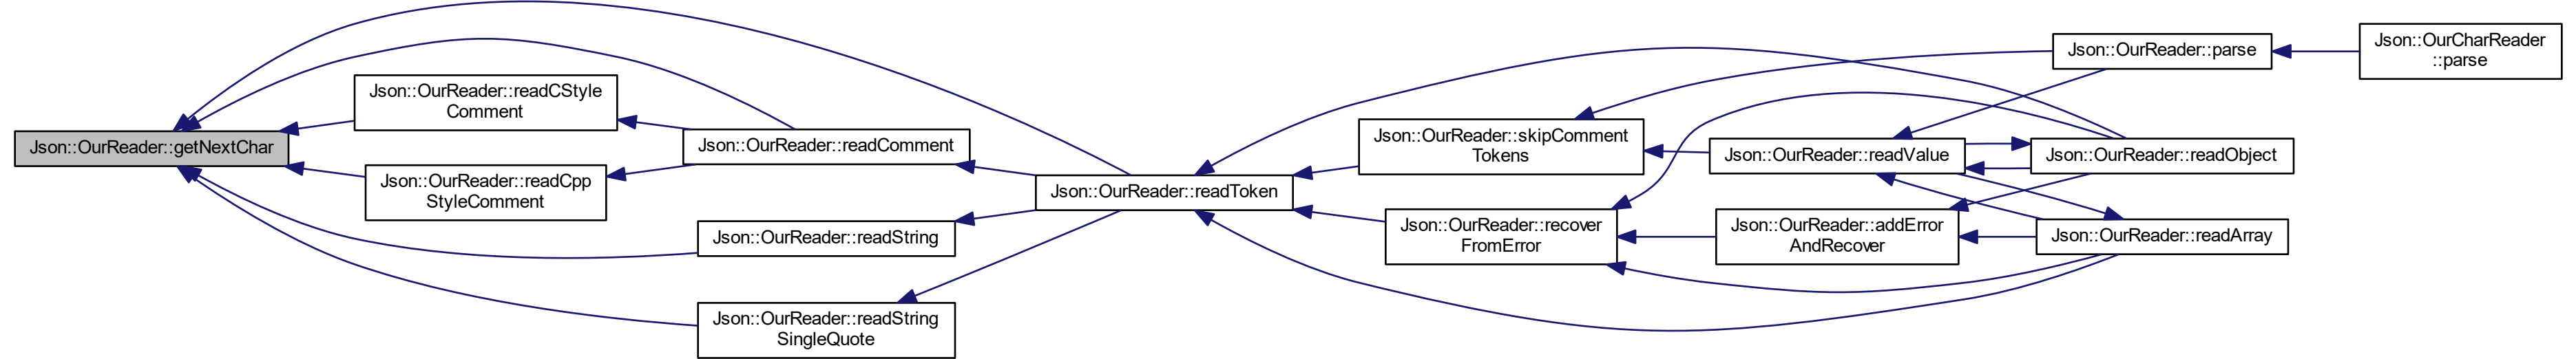 Json::OurReader::getNextChar
Json::OurReader::readCStyle
Comment
Json::OurReader::readCpp
StyleComment
Json::OurReader::readComment
Json::OurReader::readString
Json::OurReader::readString
SingleQuote
Json::OurReader::readToken
Json::OurReader::skipComment
Tokens
Json::OurReader::recover
FromError
Json::OurReader::readValue
Json::OurReader::addError
AndRecover
Json::OurReader::parse
Json::OurReader::readObject
Json::OurReader::readArray
Json::OurCharReader
::parse